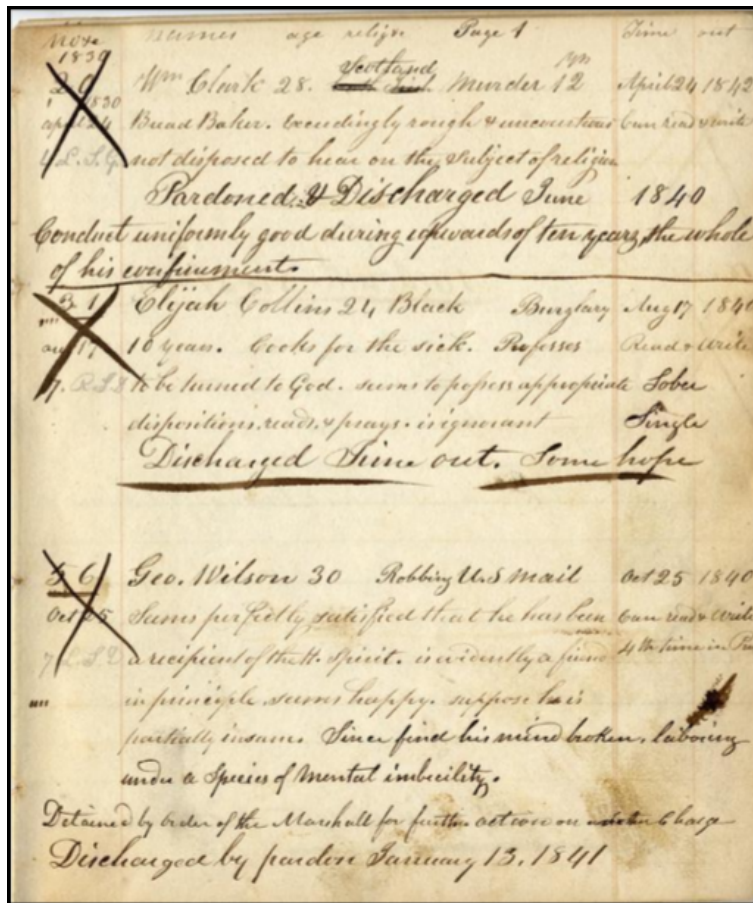 Note names age relign Page 1 Time out
1839
29 Wm Clark 28. Scotland Murder 12 yrs April 24 1842
1830
april 24 Bread Baker. Exceedingly rough & uncourteous Can read & write
not disposed to hear on the subject of religion
Pardoned & Discharged June 1840
Conduct uniformly good during upwards of ten years, the whole
of his confinement.
31 Elijah Collins 24 Black Burglary Aug 17 1840
aug 17 10 years. Cooks for the sick. Professes Read & Write
7. to be turned to God. seems to possess appropriate Sober
dispositions. reads. & prays. is ignorant Single
Discharged Time out. Some hope
56 Geo. Wilson 30 Robbing U.S mail Oct 25 1840
Oct 25 Seems perfectly satisfied that he has been Can read & Write
7 a recipient of the H. Spirit. is evidently a 4th time in
in principle. seems happy. suppose he is
partially insane. Since find his mind broken. laboring
under a Species of Mental imbecility.
Detained by order of the Marshall for further action on Charge
Discharged by pardon January 13. 1841